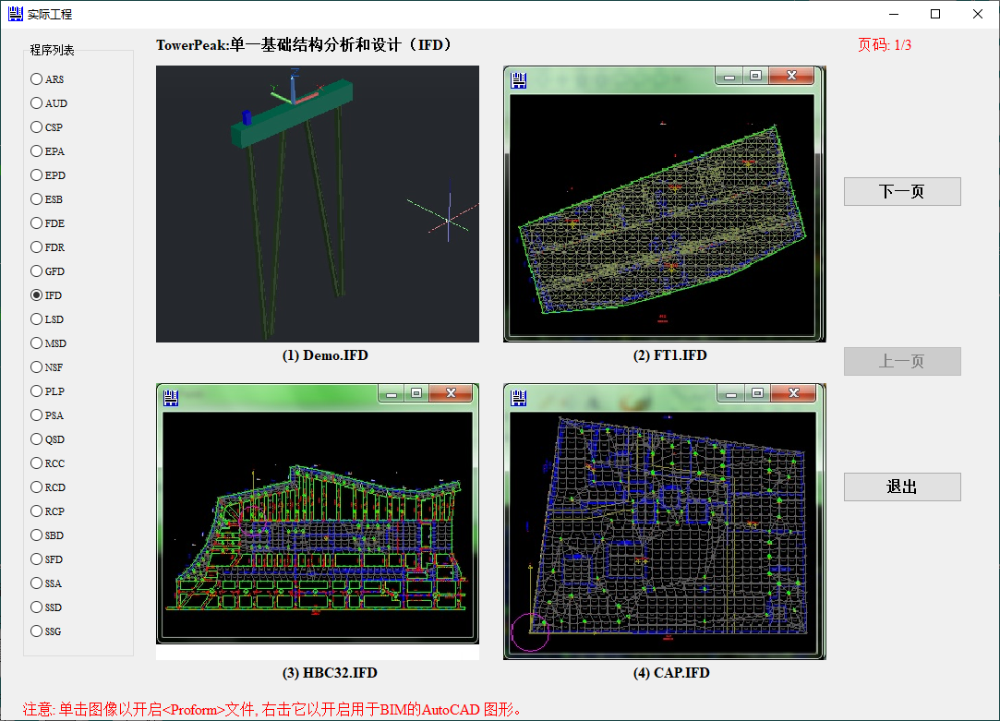 实际工程
程序列表
ARS
AUD
CSP
EPA
EPD
ESB
FDE
FDR
GFD
IFD
LSD
MSD
NSF
PLP
PSA
QSD
RCC
RCD
RCP
SBD
SFD
SSA
SSD
SSG
TowerPeak:单一基础结构分析和设计（IFD）
页码: 1/3
(1) Demo.IFD
(2) FT1.IFD
(3) HBC32.IFD
(4) CAP.IFD
下一页
上一页
退出
注意: 单击图像以开启<Proform>文件, 右击它以开启用于BIM的AutoCAD 图形。